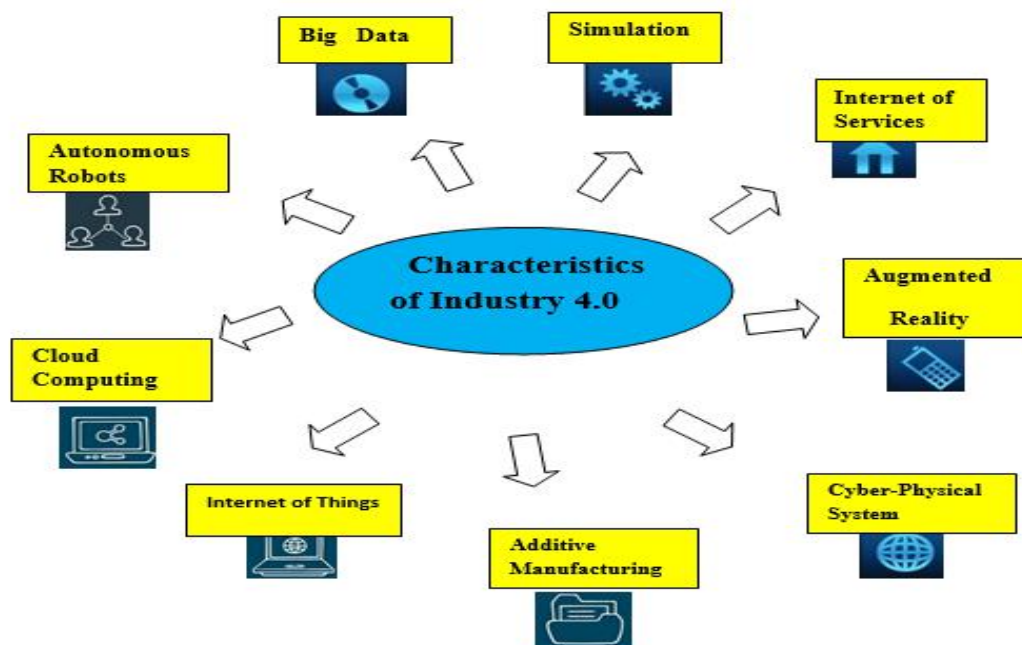 Big Data
Simulation
Internet of
Services
Autonomous
Robots
Characteristics
of Industry 4.0
Augmented
Reality
Cloud
Computing
Internet of Things
Cyber-Physical
System
Additive
Manufacturing